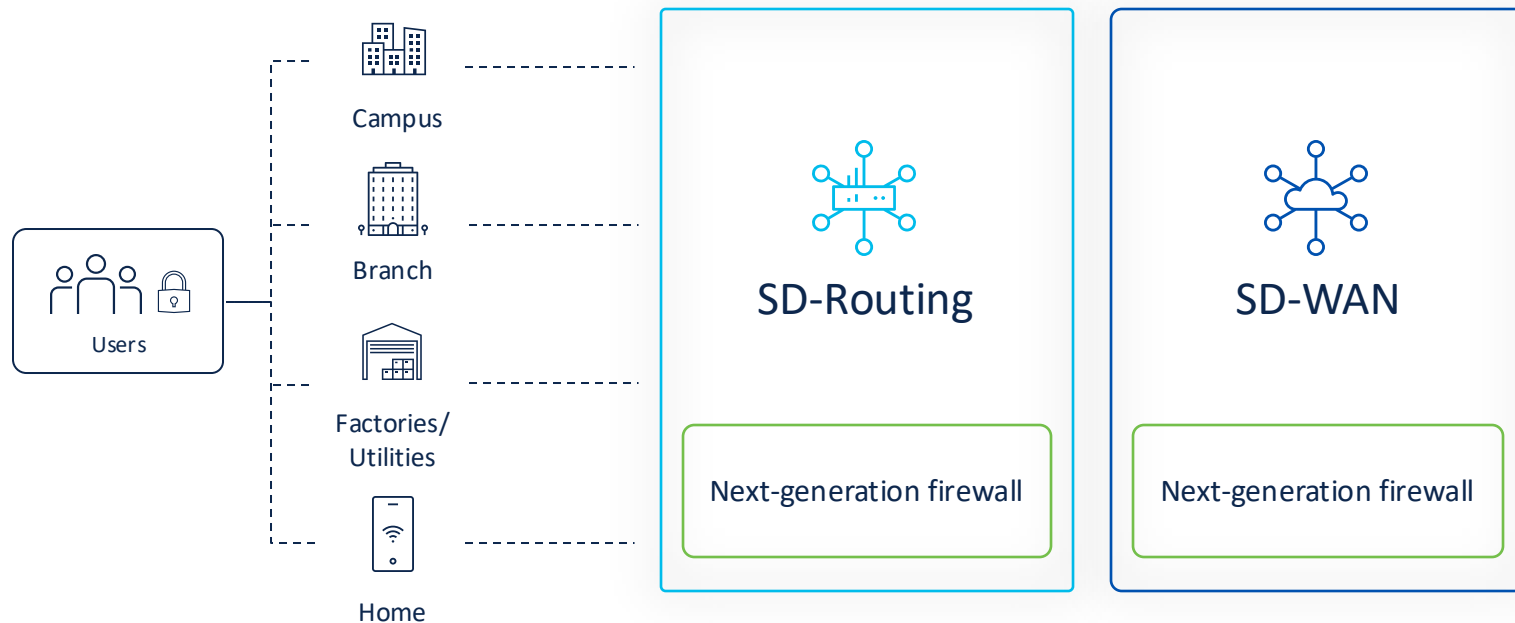 Users
Campus
Branch
Factories/
Utilities
Home
SD-Routing
Next-generation firewall
SD-WAN
Next-generation firewall